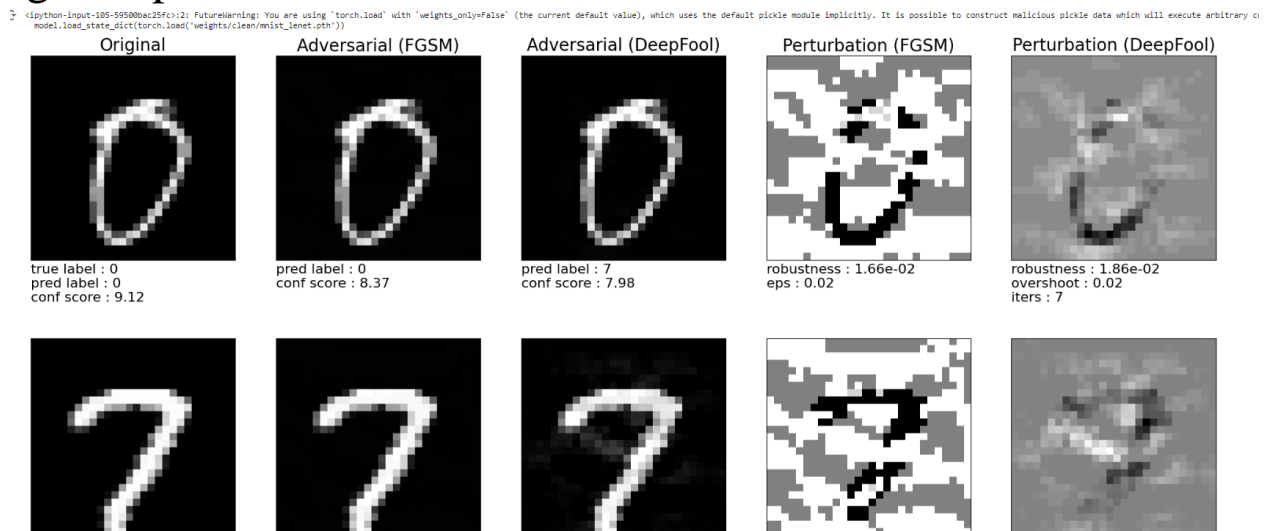 <ipython-input-105-59500bac25fc>:2: FutureWarning: You are using `torch.load` with `weights_only=False` (the current default value), which uses the default pickle module implicitly. It is possible to construct malicious pickle data which will execute arbitrary
model.load_state_dict(torch.load('weights/clean/mnist_lenet.pth'))
Original Adversarial (FGSM) Adversarial (DeepFool) Perturbation (FGSM) Perturbation (DeepFool)
true label : 0 pred label : 0 pred label : 7 robustness : 1.66e-02 robustness : 1.86e-02
pred label : 0 conf score : 8.37 conf score : 7.98 eps : 0.02 overshoot : 0.02
conf score : 9.12 iters : 7